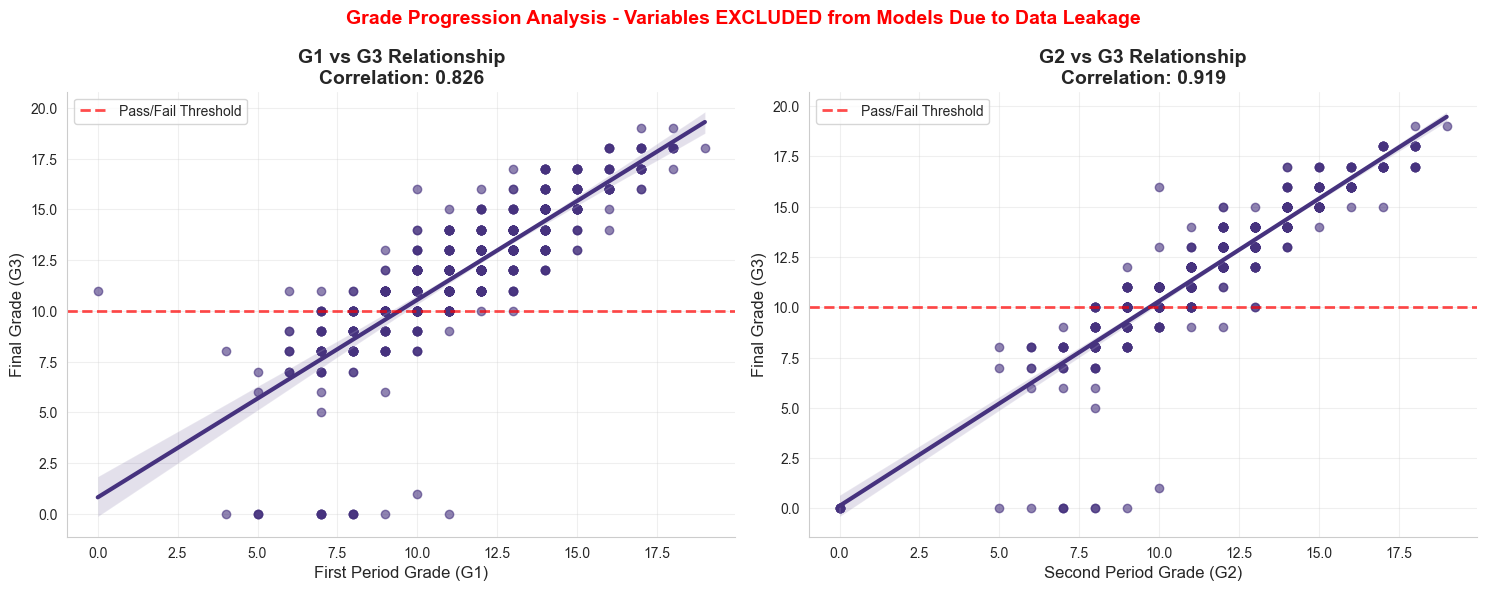 Grade Progression Analysis - Variables EXCLUDED from Models Due to Data Leakage
G1 vs G3 Relationship
Correlation: 0.826
Pass/Fail Threshold
Final Grade (G3)
20.0
17.5
15.0
12.5
10.0
7.5
5.0
2.5
0.0
0.0 2.5 5.0 7.5 10.0 12.5 15.0 17.5
First Period Grade (G1)
G2 vs G3 Relationship
Correlation: 0.919
Pass/Fail Threshold
Final Grade (G3)
20.0
17.5
15.0
12.5
10.0
7.5
5.0
2.5
0.0
0.0 2.5 5.0 7.5 10.0 12.5 15.0 17.5
Second Period Grade (G2)